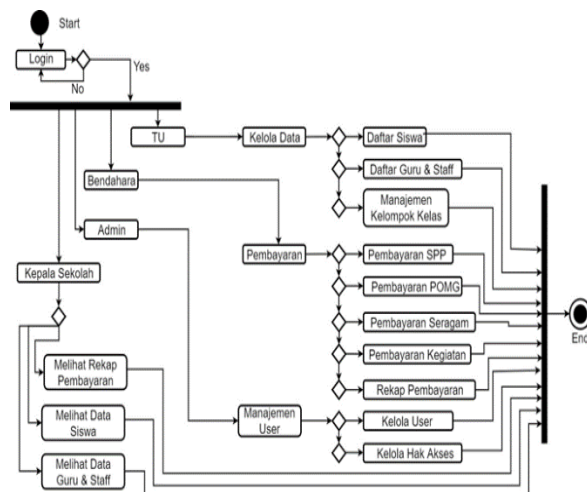 Start
Login
Yes
No
TU
Kelola Data
Daftar Siswa
Bendahara
Daftar Guru & Staff
Manajemen
Kelompok Kelas
Admin
Pembayaran
Pembayaran SPP
Kepala Sekolah
Pembayaran POMG
Pembayaran Seragam
End
Pembayaran Kegiatan
Melihat Rekap
Pembayaran
Rekap Pembayaran
Melihat Data
Siswa
Manajemen
User
Kelola User
Kelola Hak Akses
Melihat Data
Guru & Staff